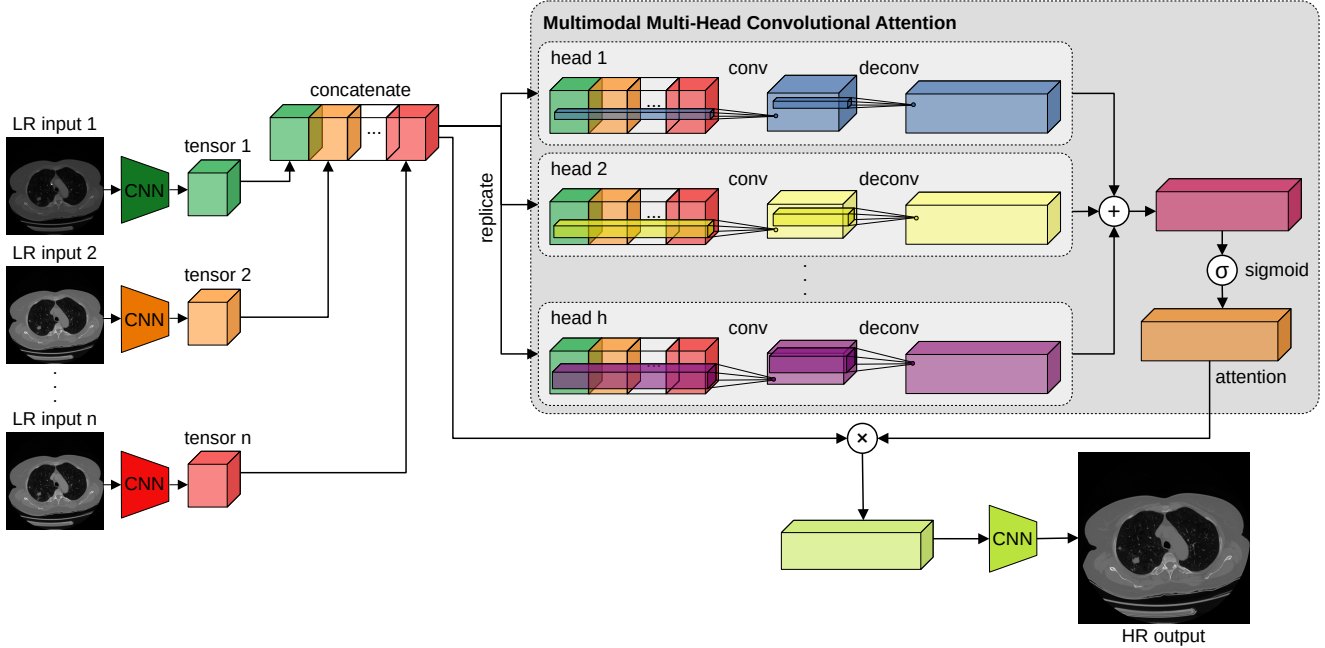 Multimodal Multi-Head Convolutional Attention
LR input 1
CNN
tensor 1
LR input 2
CNN
tensor 2
. . .
LR input n
CNN
tensor n
concatenate
...
replicate
head 1
...
conv
deconv
head 2
...
conv
deconv
. . .
head h
...
conv
deconv
+
σ
sigmoid
attention
×
CNN
HR output